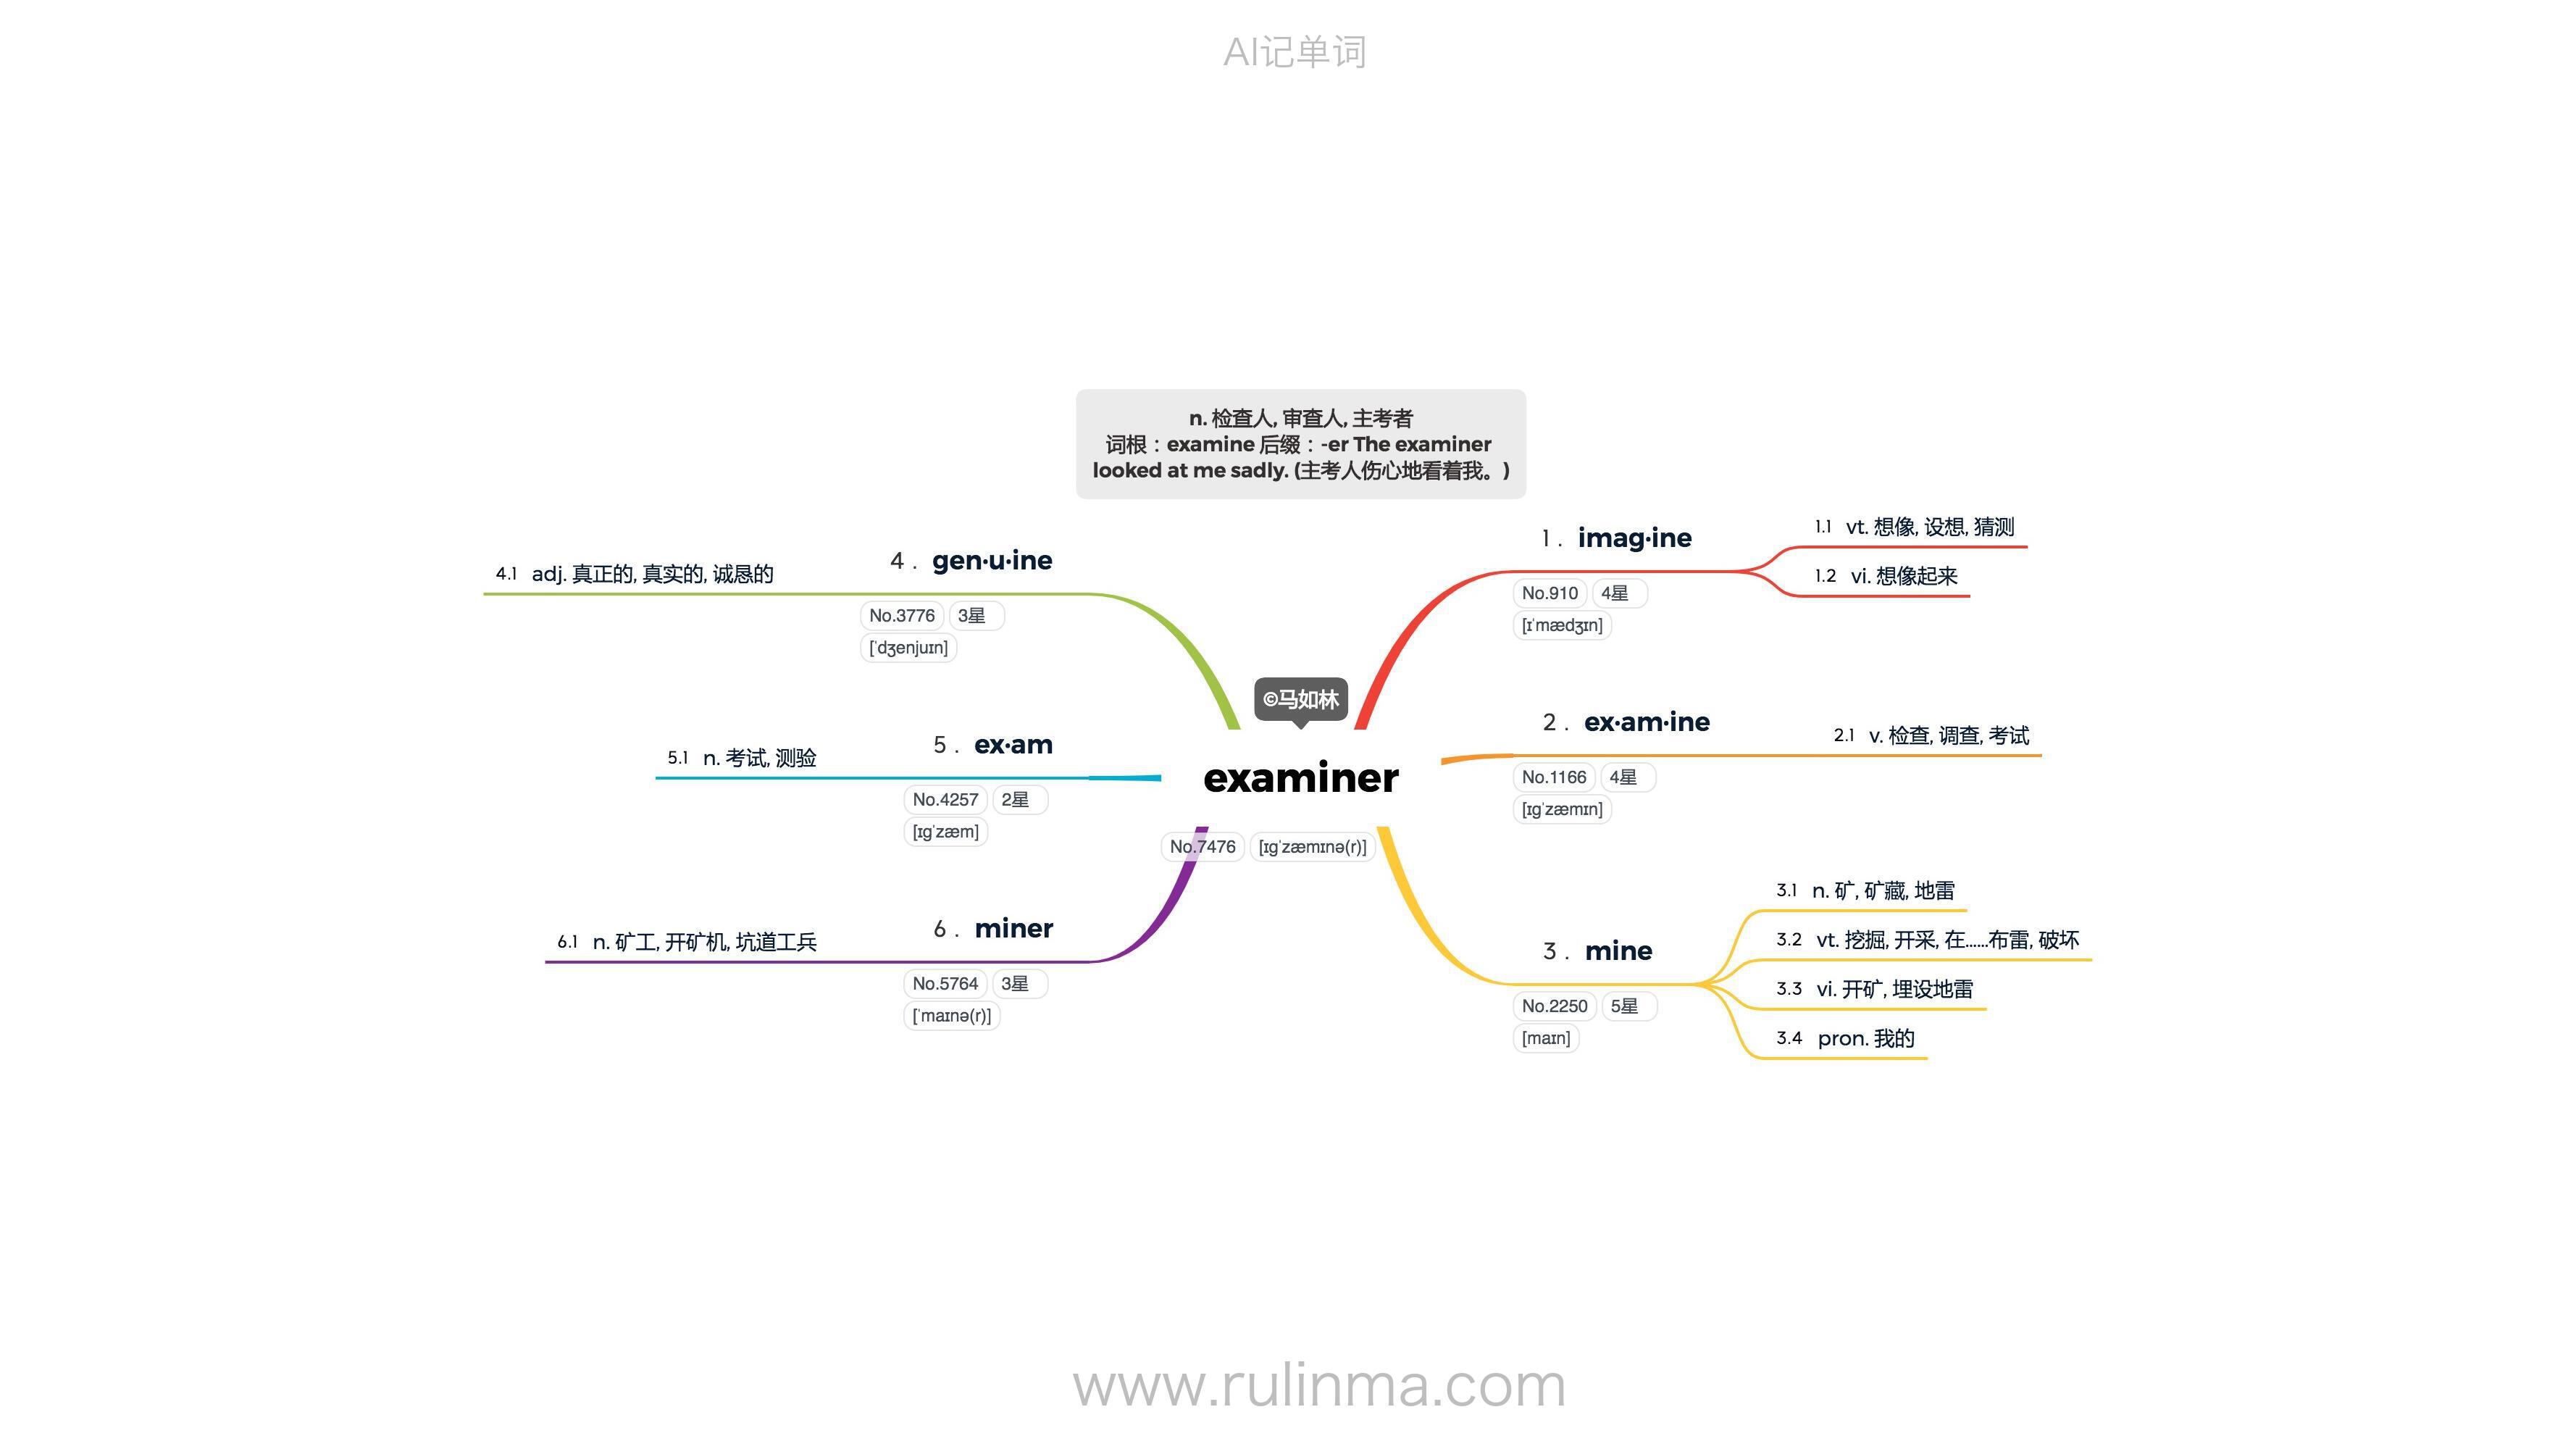 AI记单词
n. 检查人, 审查人, 主考者
词根：examine 后缀：-er The examiner
looked at me sadly. (主考人伤心地看着我。)
©马如林
examiner
No.7476 [ɪgˈzæmɪnə(r)]
1. imag·ine
No.910 4星
[ɪˈmædʒɪn]
1.1 vt. 想像, 设想, 猜测
1.2 vi. 想像起来
2. ex·am·ine
No.1166 4星
[ɪgˈzæmɪn]
2.1 v. 检查, 调查, 考试
3. mine
No.2250 5星
[maɪn]
3.1 n. 矿, 矿藏, 地雷
3.2 vt. 挖掘, 开采, 在……布雷, 破坏
3.3 vi. 开矿, 埋设地雷
3.4 pron. 我的
4. gen·u·ine
No.3776 3星
[ˈdʒenjuɪn]
4.1 adj. 真正的, 真实的, 诚恳的
5. ex·am
No.4257 2星
[ɪgˈzæm]
5.1 n. 考试, 测验
6. miner
No.5764 3星
[ˈmaɪnə(r)]
6.1 n. 矿工, 开矿机, 坑道工兵
www.rulinma.com